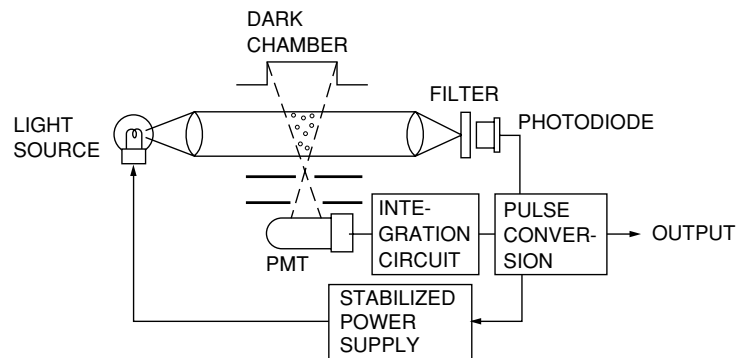 DARK
CHAMBER
FILTER
LIGHT
SOURCE
PHOTODIODE
PMT
INTE-
GRATION
CIRCUIT
PULSE
CONVER-
SION
OUTPUT
STABILIZED
POWER
SUPPLY